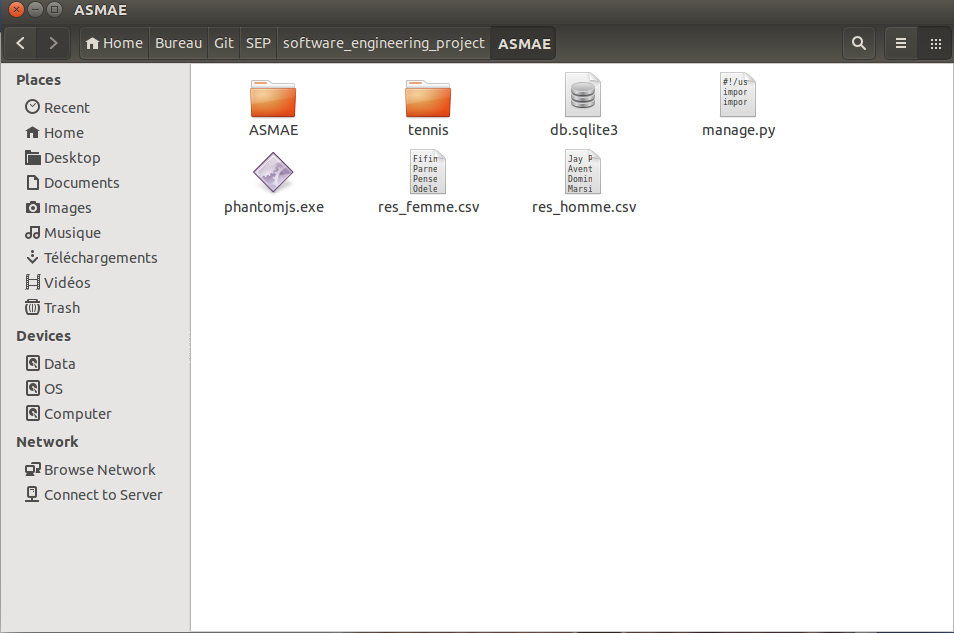 ASMAE
Home Bureau Git SEP software_engineering_project ASMAE
Places
Recent
Home
Desktop
Documents
Images
Musique
Téléchargements
Vidéos
Trash
Devices
Data
OS
Computer
Network
Browse Network
Connect to Server
#!/us
impor
impor
ASMAE tennis db.sqlite3 manage.py
Fifin
Parne
Pense
Odele
Jay P
Avent
Domin
Marsi
phantomjs.exe res_femme.csv res_homme.csv